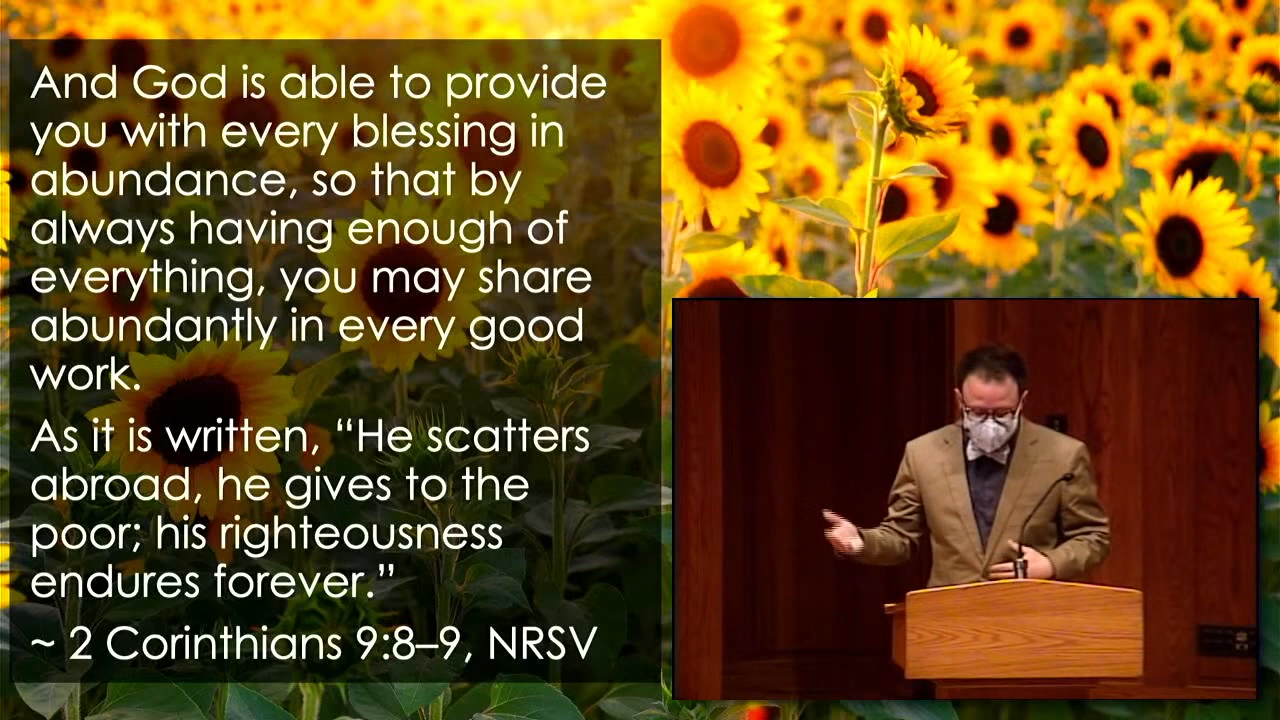 And God is able to provide
you with every blessing in
abundance, so that by
always having enough of
everything, you may share
abundantly in every good
work.
As it is written, “He scatters
abroad, he gives to the
poor; his righteousness
endures forever.”
~ 2 Corinthians 9:8–9, NRSV